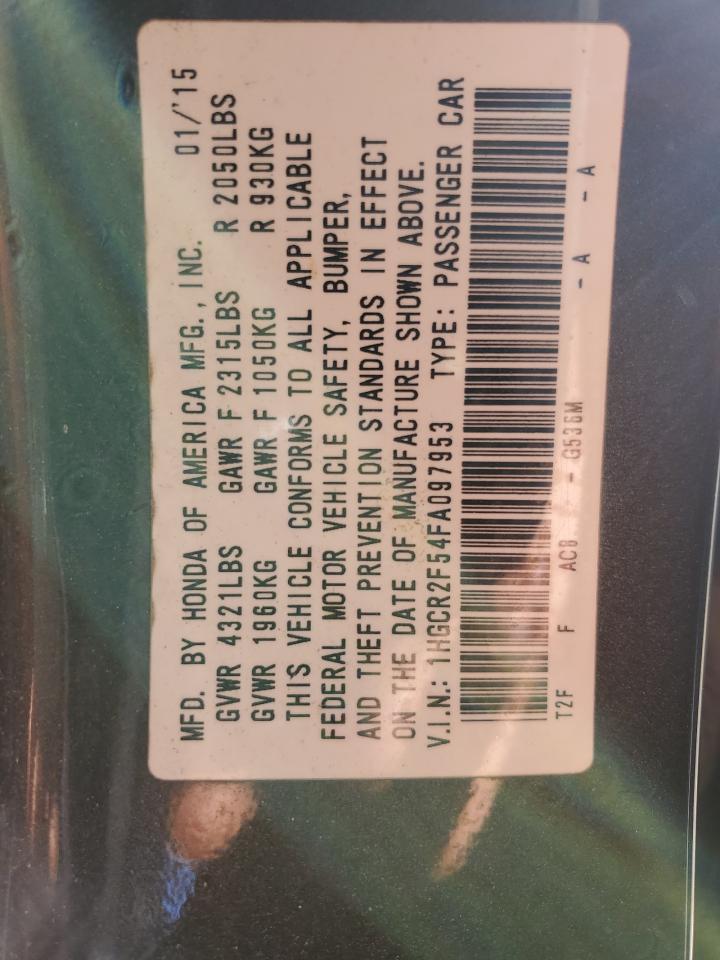 MFD. BY HONDA OF AMERICA MFG., INC. 01/'15
GVWR 4321LBS GAWR F 2315LBS R 2050LBS
GVWR 1960KG GAWR F 1050KG R 930KG
THIS VEHICLE CONFORMS TO ALL APPLICABLE
FEDERAL MOTOR VEHICLE SAFETY, BUMPER,
AND THEFT PREVENTION STANDARDS IN EFFECT
ON THE DATE OF MANUFACTURE SHOWN ABOVE.
V.I.N.: 1HGCR2F54FA097953 TYPE: PASSENGER CAR
T2F F - G536M - A - A